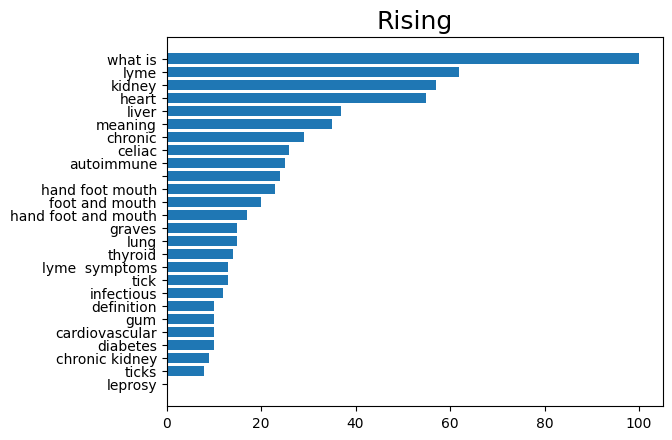 Rising
what is
lyme
kidney
heart
liver
meaning
chronic
celiac
autoimmune
hand foot mouth
foot and mouth
hand foot and mouth
graves
lung
thyroid
lyme  symptoms
tick
infectious
definition
gum
cardiovascular
diabetes
chronic kidney
ticks
leprosy
0 20 40 60 80 100